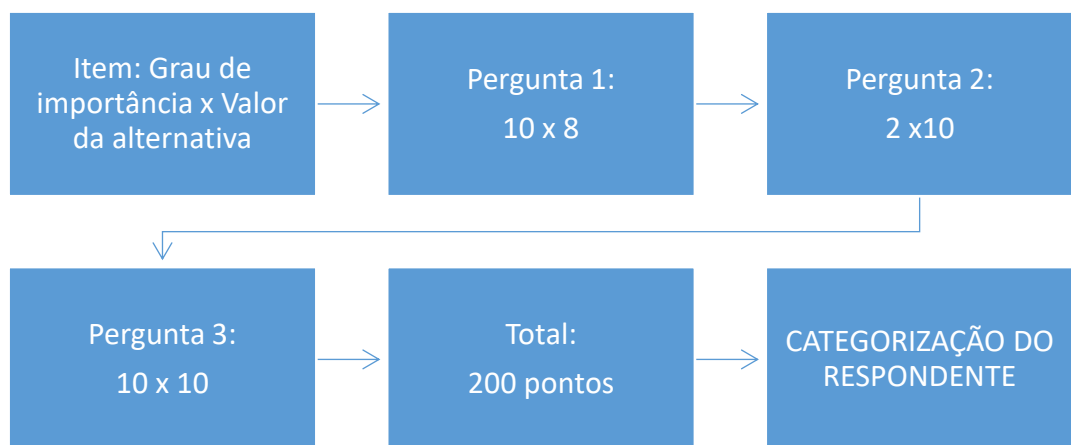 Item: Grau de
importância x Valor
da alternativa
Pergunta 1:
10 x 8
Pergunta 2:
2 x10
Pergunta 3:
10 x 10
Total:
200 pontos
CATEGORIZAÇÃO DO
RESPONDENTE